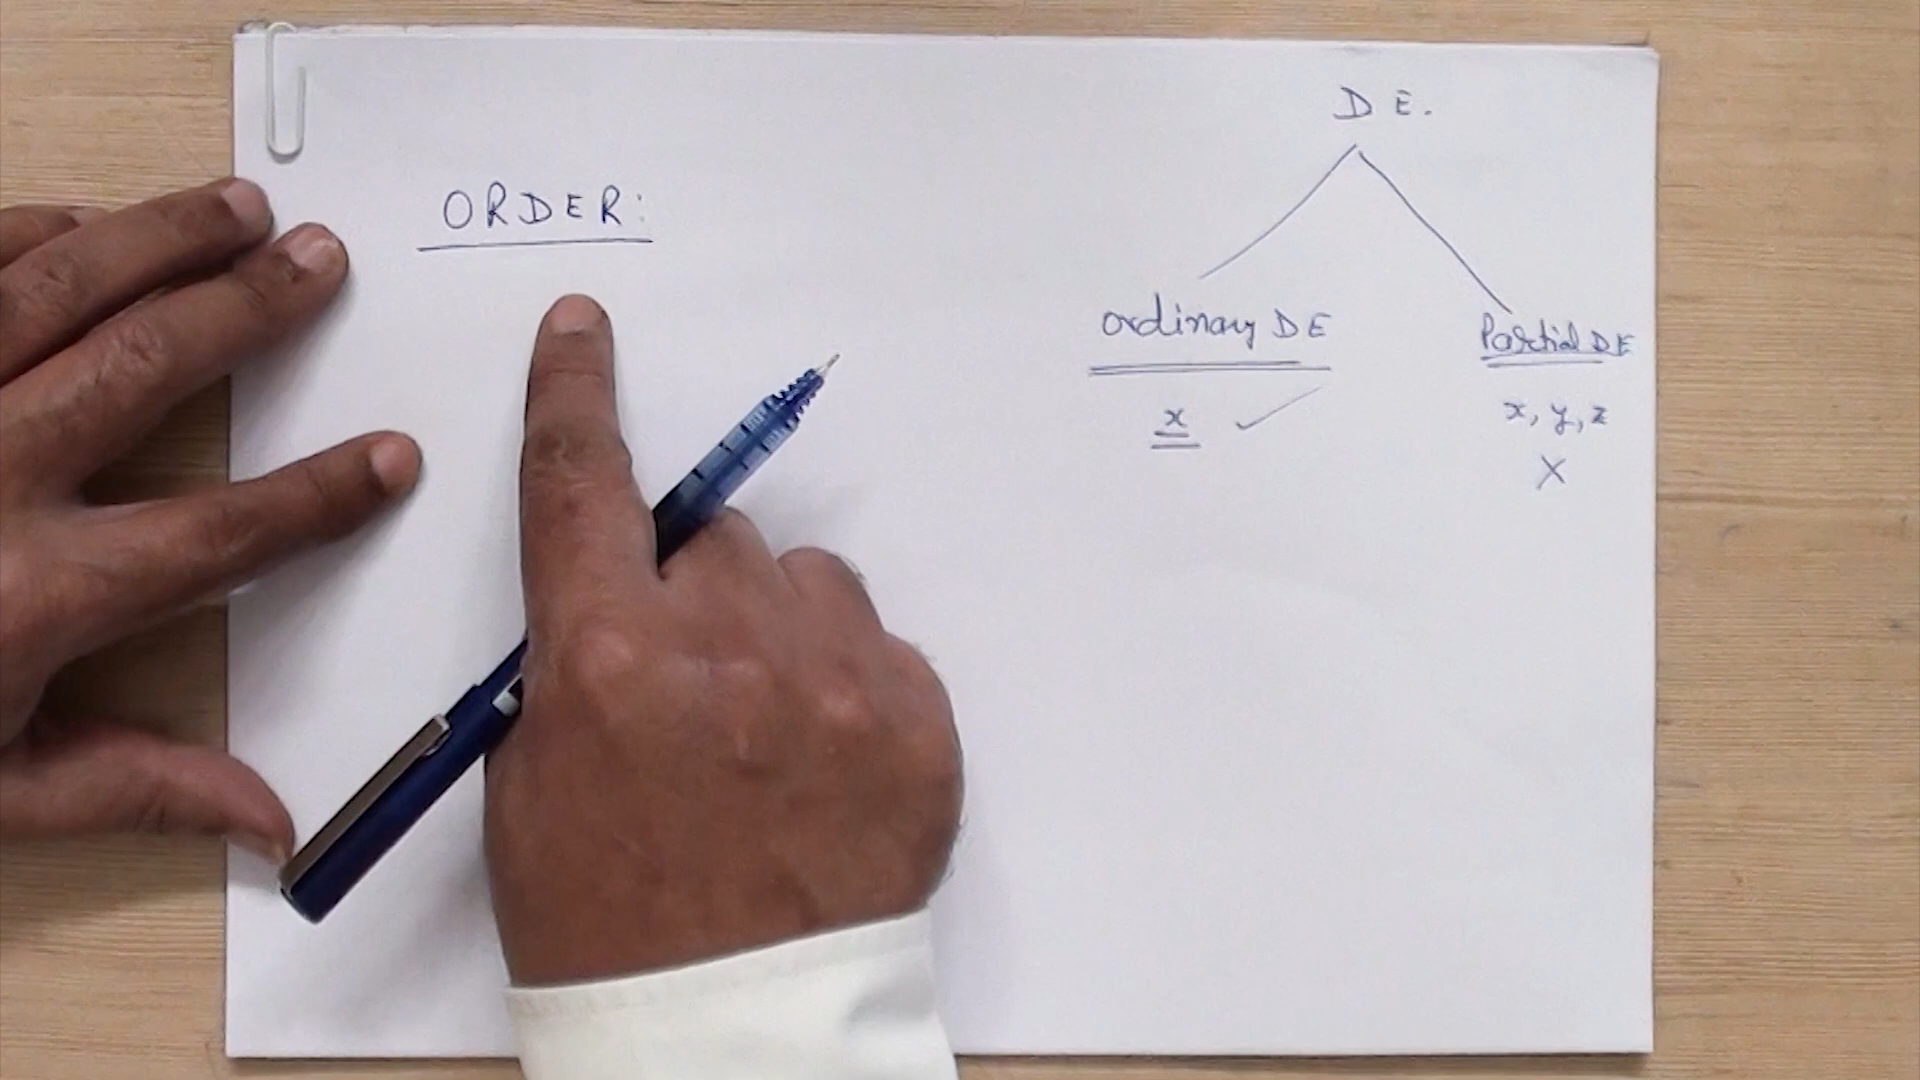 ORDER:
D E.
ordinary DE
Partial DE
x
x, y, z
X